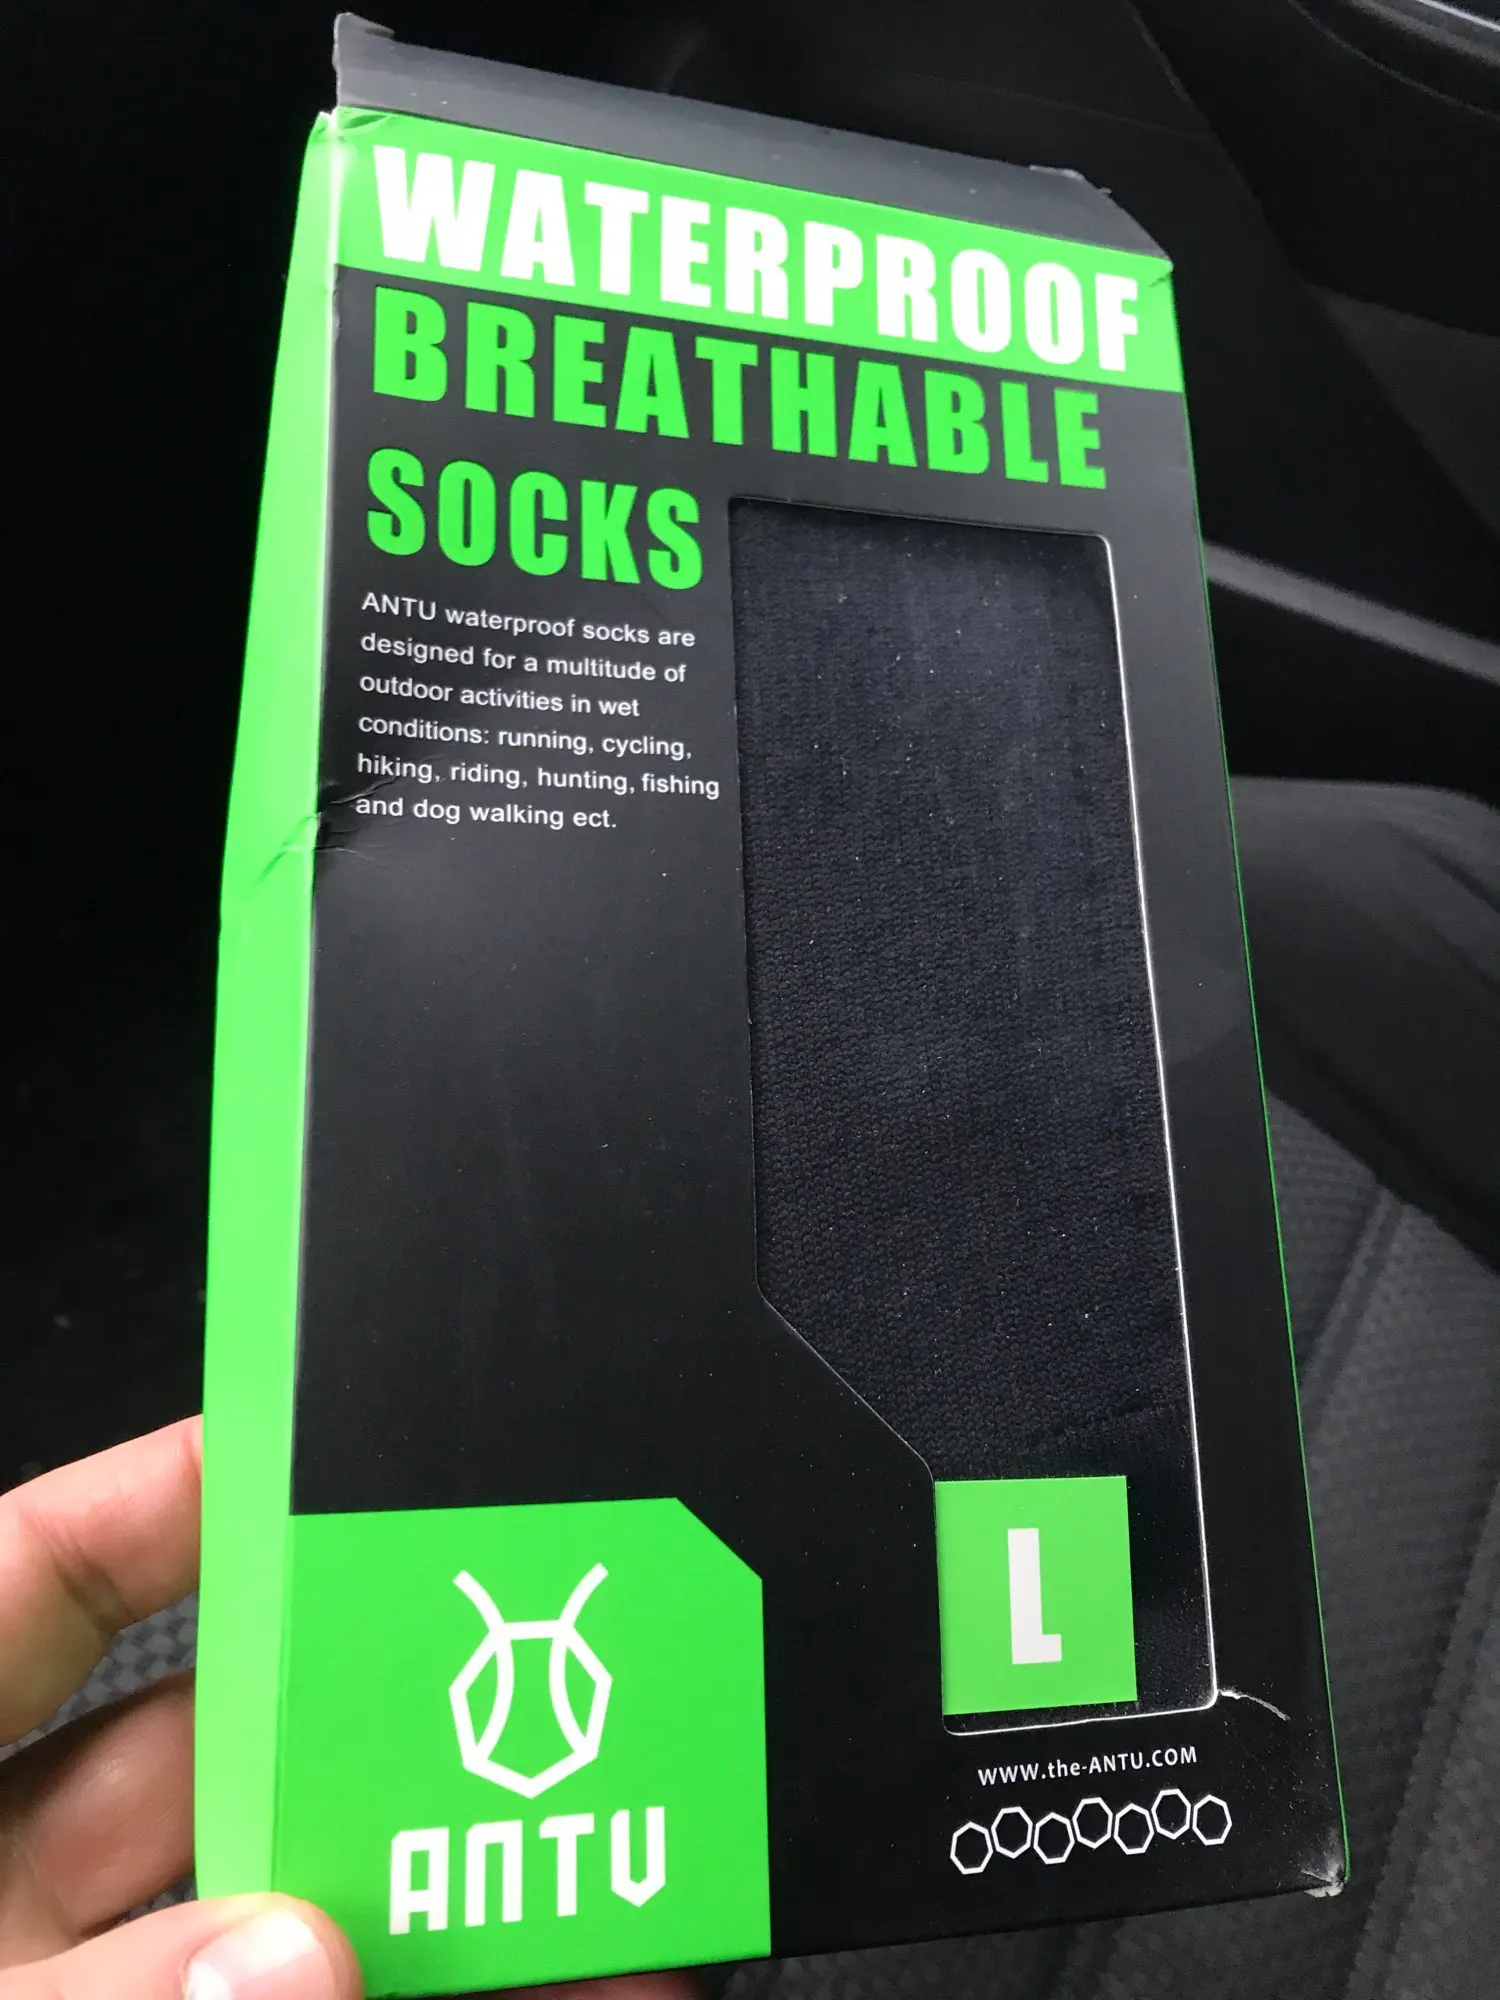 WATERPROOF
BREATHABLE
SOCKS
ANTU waterproof socks are
designed for a multitude of
outdoor activities in wet
conditions: running, cycling,
hiking, riding, hunting, fishing
and dog walking ect.
L
WWW.the-ANTU.COM
ANTU